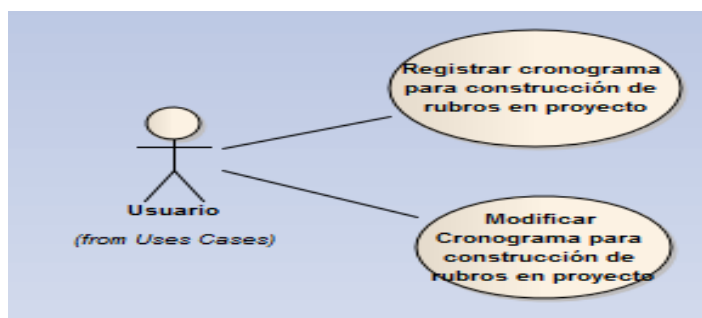 Registrar cronograma
para construcción de
rubros en proyecto
Usuario
(from Uses Cases)
Modificar
Cronograma para
construcción de
rubros en proyecto